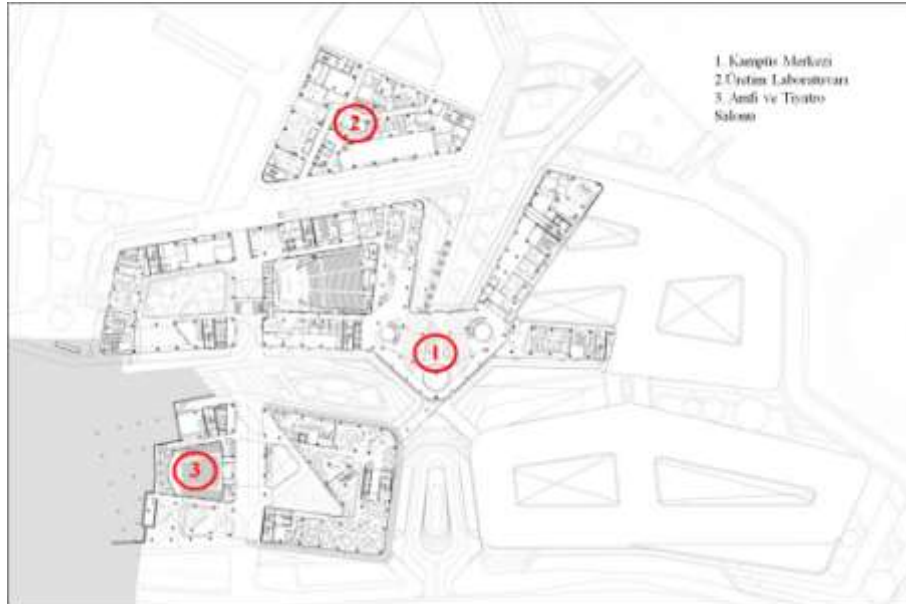 1. Kampüs Merkezi
2 Üretim Laboratuvarı
3. Amfi ve Tiyatro
Salonu
2
1
3